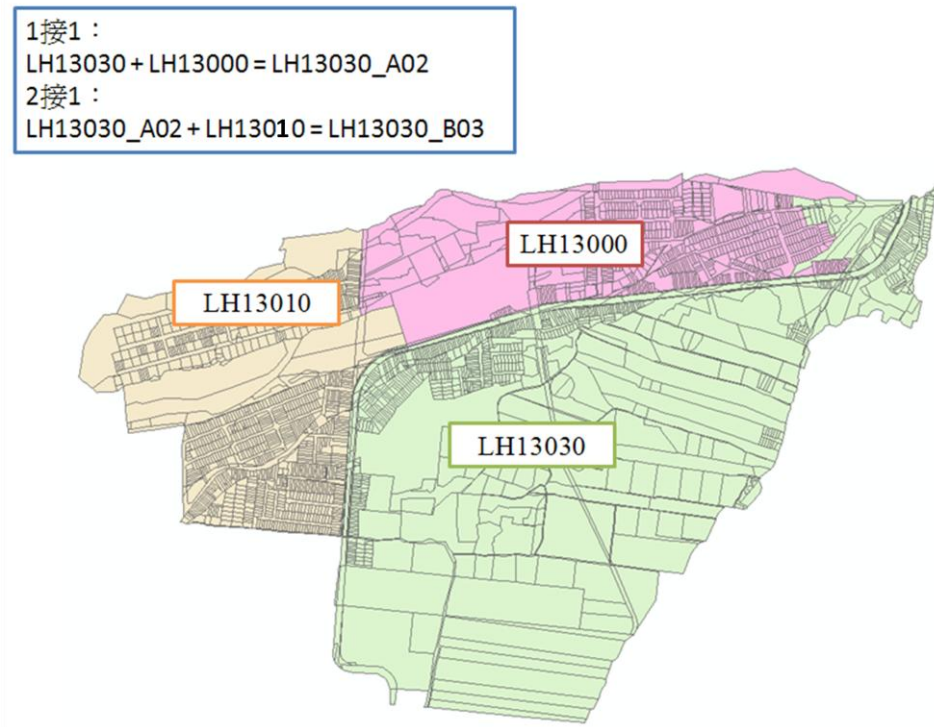 1接1：
LH13030 + LH13000 = LH13030_A02
2接1：
LH13030_A02 + LH13010 = LH13030_B03
LH13000
LH13010
LH13030